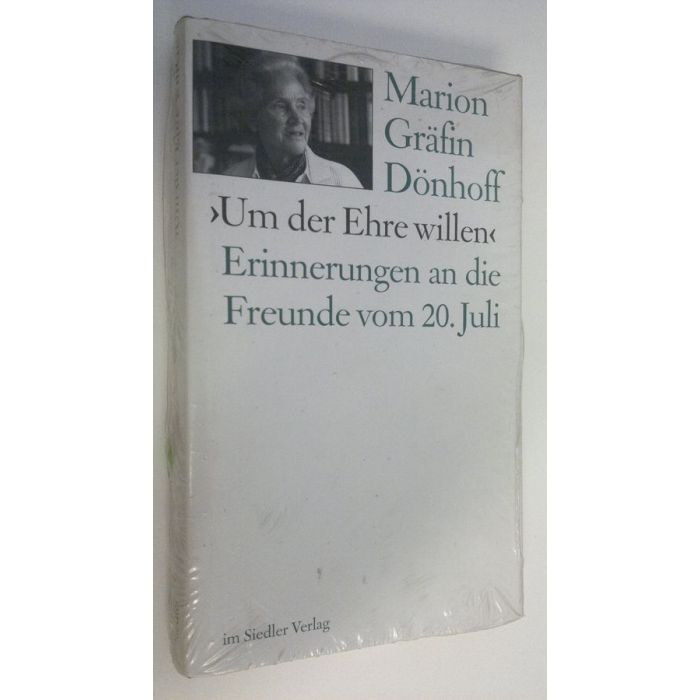 Marion
Gräfin
Dönhoff
›Um der Ehre willen‹
Erinnerungen an die
Freunde vom 20. Juli
im Siedler Verlag